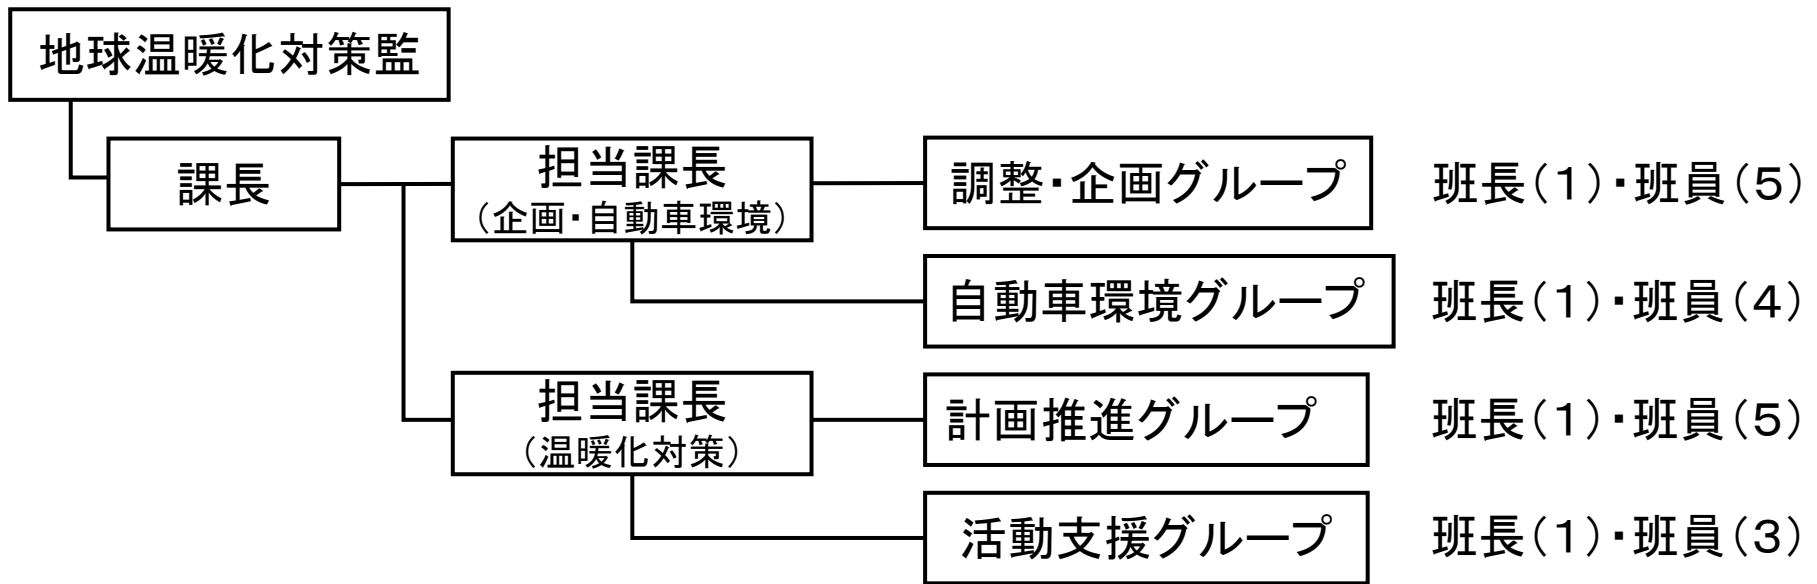 地球温暖化対策監
課長
担当課長
（企画・自動車環境）
調整・企画グループ
班長（１）・班員（５）
自動車環境グループ
班長（１）・班員（４）
担当課長
（温暖化対策）
計画推進グループ
班長（１）・班員（５）
活動支援グループ
班長（１）・班員（３）